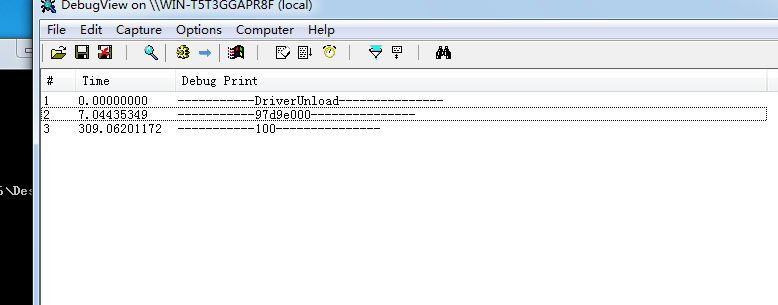 DebugView on \\WIN-T5T3GGAPR8F (local)
File Edit Capture Options Computer Help
# Time Debug Print
1 0.00000000 -----------DriverUnload---------------
2 7.04435349 -----------97d9e000---------------
3 309.06201172 -----------100---------------
\Des